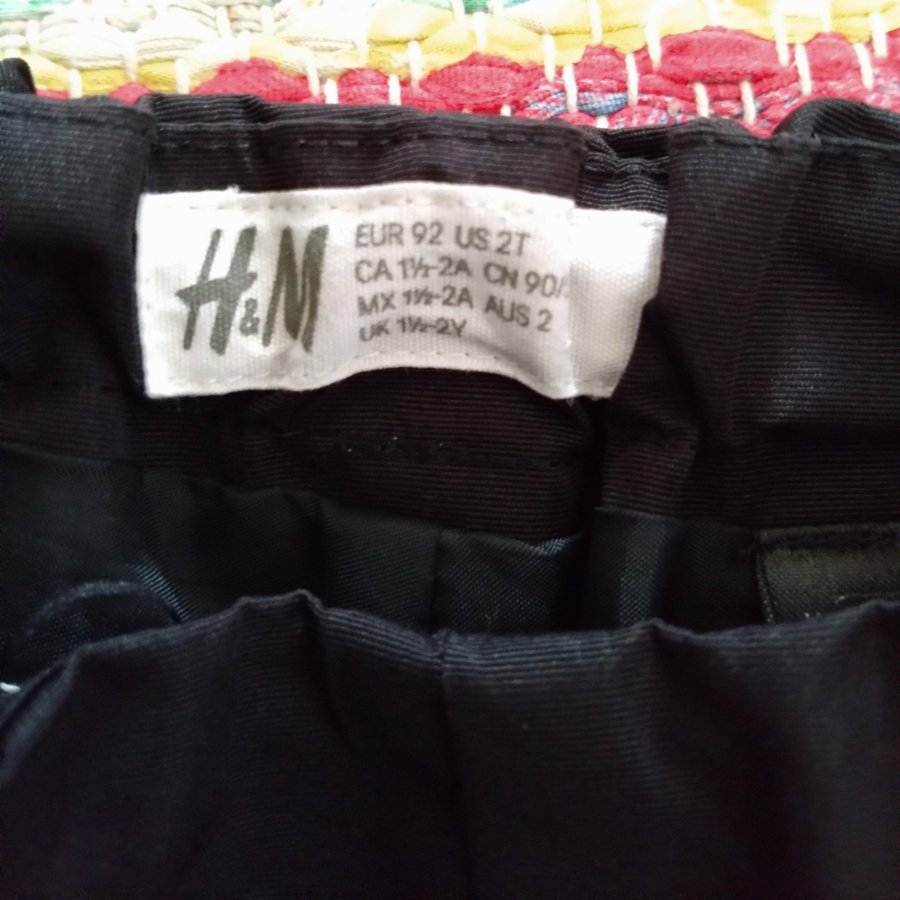 H&M
EUR 92 US 2T
CA 1½-2A CN 90/
MX 1½-2A AUS 2
UK 1½-2Y